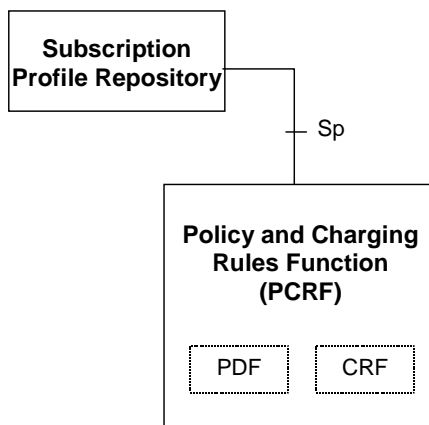 Subscription
Profile Repository
Sp
Policy and Charging
Rules Function
(PCRF)
PDF
CRF